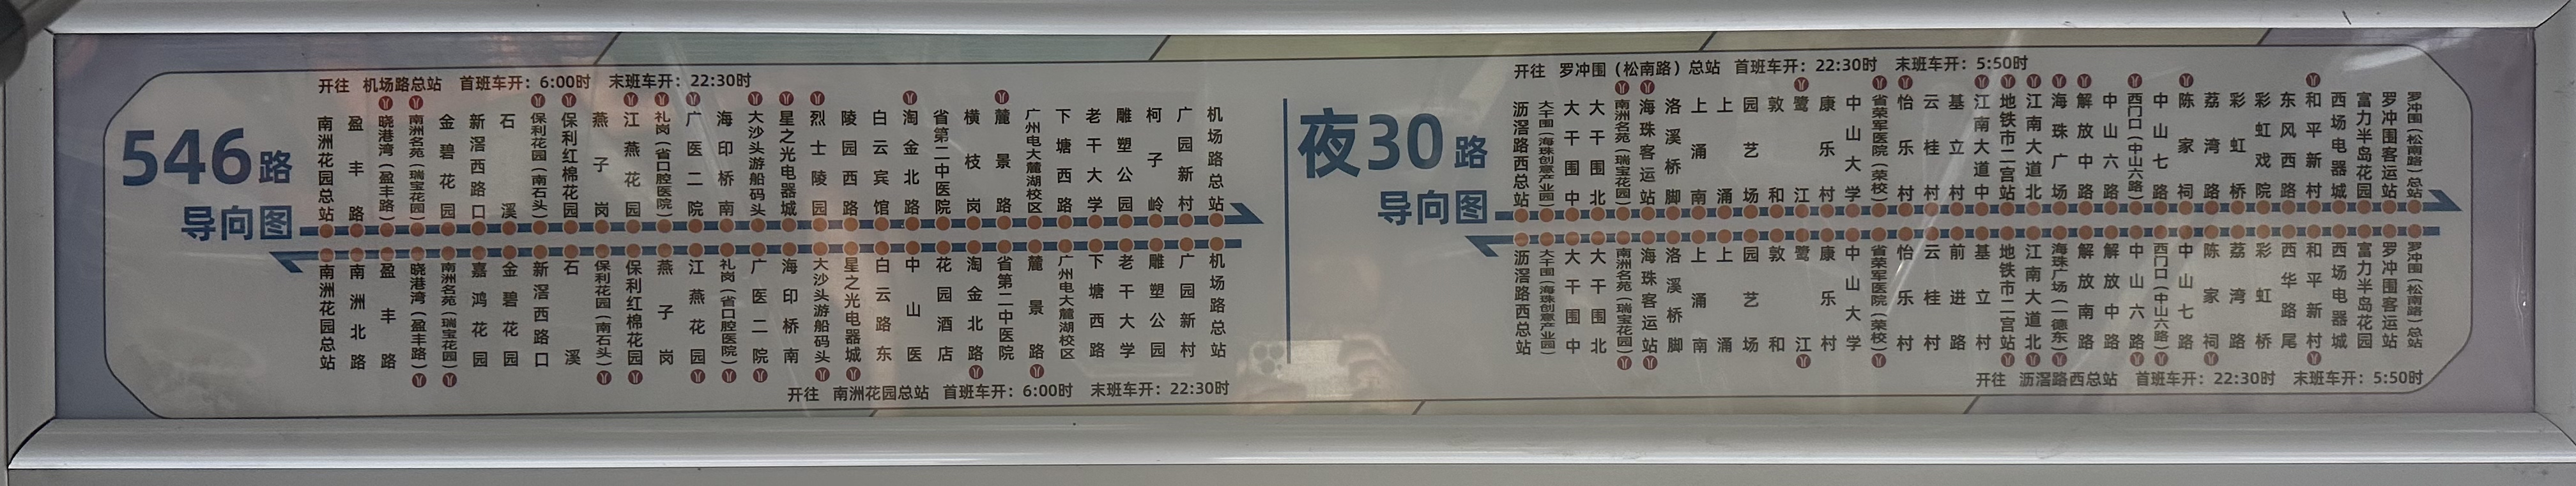 546路
导向图
开往 机场路总站 首班车开：6:00时 末班车开：22:30时
南洲花园总站
盈丰路
晓港湾（盈丰路）
南洲名苑（瑞宝花园）
金碧花园
新滘西路口
石溪
保利花园（南石头）
保利红棉花园
燕子岗
江燕花园
礼岗（省口腔医院）
广医二院
海印桥南
大沙头游船码头
星之光电器城
烈士陵园
陵园西路
白云宾馆
淘金北路
省第二中医院
横枝岗
麓景路
广州电大麓湖校区
下塘西路
老干大学
雕塑公园
柯子岭
广园新村
机场路总站
南洲花园总站
南洲北路
盈丰路
晓港湾（盈丰路）
南洲名苑（瑞宝花园）
嘉鸿花园
金碧花园
新滘西路口
石溪
保利花园（南石头）
保利红棉花园
燕子岗
江燕花园
礼岗（省口腔医院）
广医二院
海印桥南
大沙头游船码头
星之光电器城
白云路东
中山医
花园酒店
淘金北路
省第二中医院
麓景路
广州电大麓湖校区
下塘西路
老干大学
雕塑公园
广园新村
机场路总站
开往 南洲花园总站 首班车开：6:00时 末班车开：22:30时
夜30路
导向图
开往 罗冲围（松南路）总站 首班车开：22:30时 末班车开：5:50时
沥滘路西总站
大干围（海珠创意产业园）
大干围中
大干围北
南洲名苑（瑞宝花园）
海珠客运站
洛溪桥脚
上涌南
上涌
园艺场
敦和
鹭江
康乐村
中山大学
省荣军医院（荣校）
怡乐村
云桂村
基立村
江南大道中
地铁市二宫站
江南大道北
海珠广场
解放中路
中山六路
西门口（中山六路）
中山七路
陈家祠
荔湾路
彩虹桥
彩虹戏院
东风西路
和平新村
西场电器城
富力半岛花园
罗冲围客运站
罗冲围（松南路）总站
沥滘路西总站
大干围（海珠创意产业园）
大干围中
大干围北
南洲名苑（瑞宝花园）
海珠客运站
洛溪桥脚
上涌南
上涌
园艺场
敦和
鹭江
康乐村
中山大学
省荣军医院（荣校）
怡乐村
云桂村
前进路
基立村
地铁市二宫站
江南大道北
海珠广场（一德东）
解放南路
解放中路
中山六路
西门口（中山六路）
中山七路
陈家祠
荔湾路
彩虹桥
西华路尾
和平新村
西场电器城
富力半岛花园
罗冲围客运站
罗冲围（松南路）总站
开往 沥滘路西总站 首班车开：22:30时 末班车开：5:50时